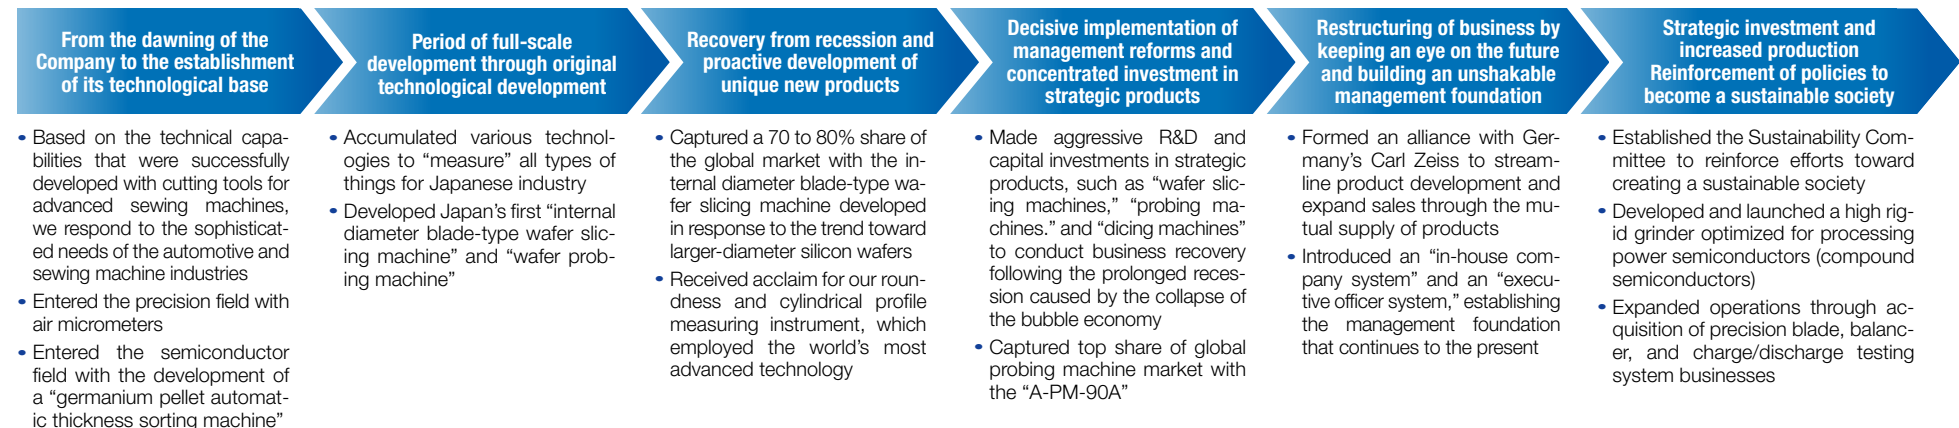 From the dawning of the
Company to the establishment
of its technological base
• Based on the technical capa-
bilities that were successfully
developed with cutting tools for
advanced sewing machines,
we respond to the sophisticat-
ed needs of the automotive and
sewing machine industries
• Entered the precision field with
air micrometers
• Entered the semiconductor
field with the development of
a “germanium pellet automat-
ic thickness sorting machine”
Period of full-scale
development through original
technological development
• Accumulated various technol-
ogies to “measure” all types of
things for Japanese industry
• Developed Japan’s first “internal
diameter blade-type wafer slic-
ing machine” and “wafer prob-
ing machine”
Recovery from recession and
proactive development of
unique new products
• Captured a 70 to 80% share of
the global market with the in-
ternal diameter blade-type wa-
fer slicing machine developed
in response to the trend toward
larger-diameter silicon wafers
• Received acclaim for our roun-
dness and cylindrical profile
measuring instrument, which
employed the world’s most
advanced technology
Decisive implementation of
management reforms and
concentrated investment in
strategic products
• Made aggressive R&D and
capital investments in strategic
products, such as “wafer slic-
ing machines,” “probing ma-
chines.” and “dicing machines”
to conduct business recovery
following the prolonged reces-
sion caused by the collapse of
the bubble economy
• Captured top share of global
probing machine market with
the “A-PM-90A”
Restructuring of business by
keeping an eye on the future
and building an unshakable
management foundation
• Formed an alliance with Ger-
many’s Carl Zeiss to stream-
line product development and
expand sales through the mu-
tual supply of products
• Introduced an “in-house com-
pany system” and an “execu-
tive officer system,” establishing
the management foundation
that continues to the present
Strategic investment and
increased production
Reinforcement of policies to
become a sustainable society
• Established the Sustainability Com-
mittee to reinforce efforts toward
creating a sustainable society
• Developed and launched a high rig-
id grinder optimized for processing
power semiconductors (compound
semiconductors)
• Expanded operations through ac-
quisition of precision blade, balanc-
er, and charge/discharge testing
system businesses